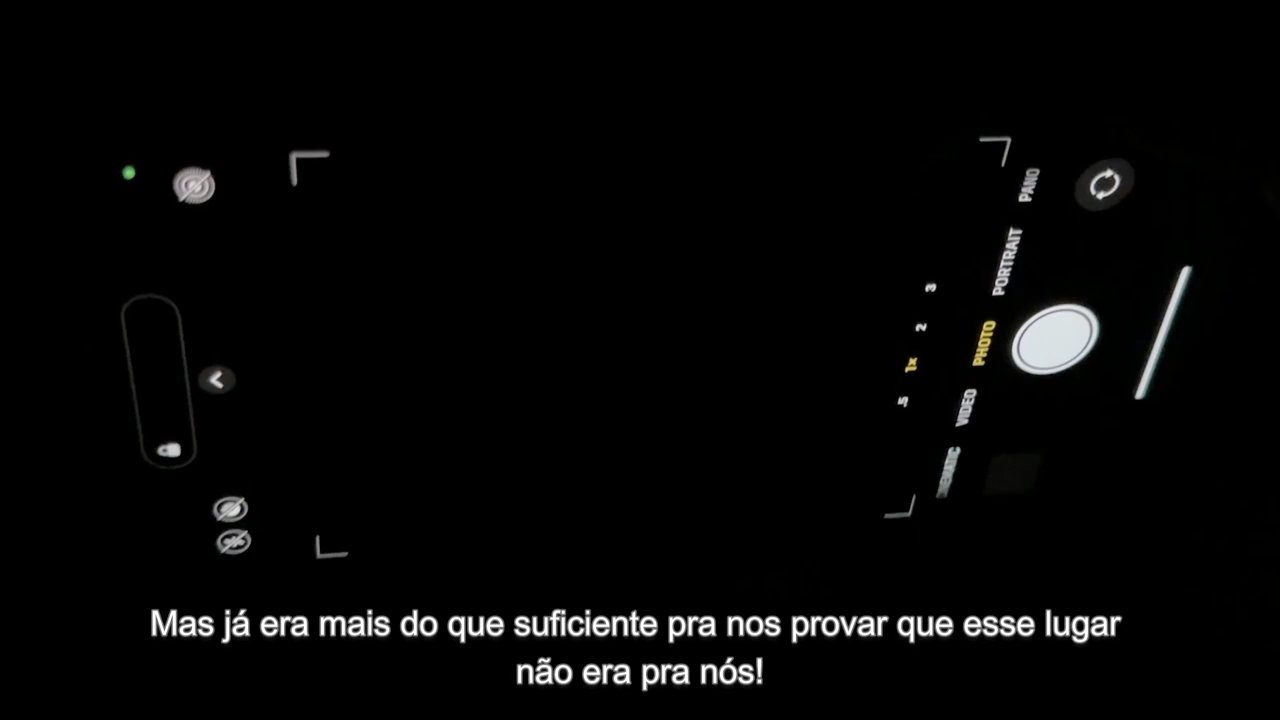 PANO
PORTRAIT
PHOTO
VIDEO
3
2
1x
.5
Mas já era mais do que suficiente pra nos provar que esse lugar
não era pra nós!